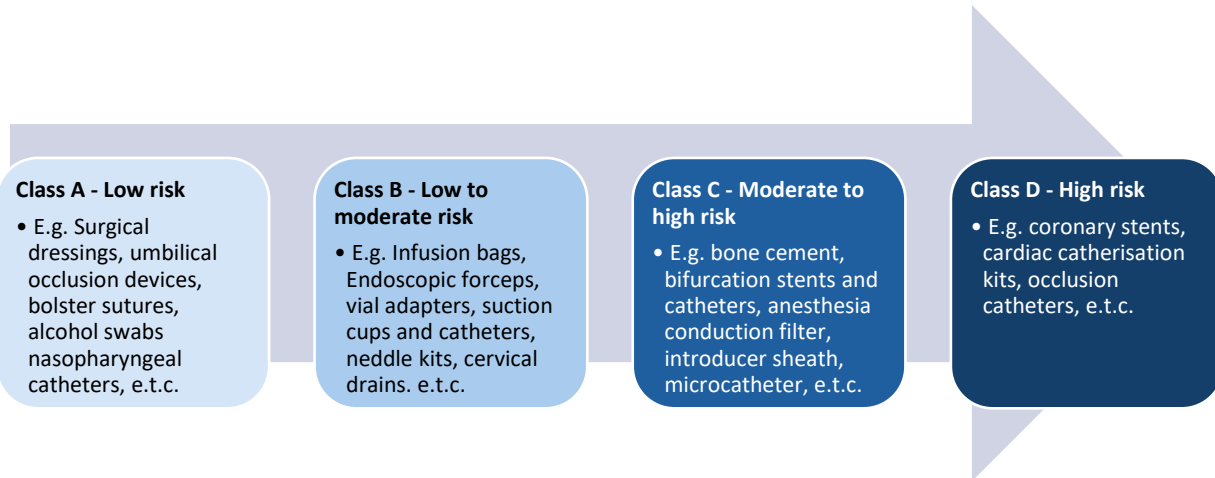 Class A - Low risk
• E.g. Surgical
dressings, umbilical
occlusion devices,
bolster sutures,
alcohol swabs
nasopharyngeal
catheters, e.t.c.
Class B - Low to
moderate risk
• E.g. Infusion bags,
Endoscopic forceps,
vial adapters, suction
cups and catheters,
neddle kits, cervical
drains. e.t.c.
Class C - Moderate to
high risk
• E.g. bone cement,
bifurcation stents and
catheters, anesthesia
conduction filter,
introducer sheath,
microcatheter, e.t.c.
Class D - High risk
• E.g. coronary stents,
cardiac catherisation
kits, occlusion
catheters, e.t.c.